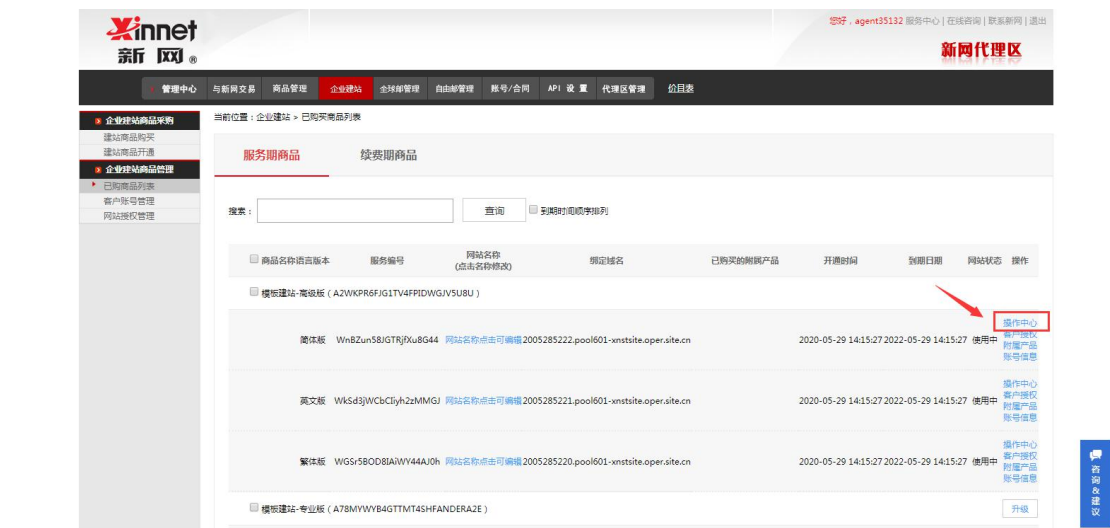 您好，agent35132 服务中心 | 在线咨询 | 联系新网 | 退出
Xinnet
新网 ®
新网代理区
管理中心 与新网交易 商品管理 企业建站 全球邮管理 自由邮管理 账号/合同 API 设 置 代理区管理 价目表
企业建站商品采购
建站商品购买
建站商品开通
企业建站商品管理
已购商品列表
客户账号管理
网站授权管理
当前位置：企业建站 > 已购买商品列表
服务期商品 续费期商品
搜索： 查询 到期时间顺序排列
商品名称语言版本 服务编号 网站名称 绑定域名 已购买的附属产品 开通时间 到期日期 网站状态 操作
(点击名称修改)
模板建站-高级版（A2WKPR6FJG1TV4FPIDWGJV5U8U）
简体版 WnBZun58JGTRjfXu8G44 网站名称点击可编辑 2005285222.pool601-xnstsite.oper.site.cn 2020-05-29 14:15:27 2022-05-29 14:15:27 使用中
操作中心
客户授权
附属产品
账号信息
英文版 WkSd3jWCbCIiyh2zMMGJ 网站名称点击可编辑 2005285221.pool601-xnstsite.oper.site.cn 2020-05-29 14:15:27 2022-05-29 14:15:27 使用中
操作中心
客户授权
附属产品
账号信息
繁体版 WGSr5BOD8IAiWY44AJ0h 网站名称点击可编辑 2005285220.pool601-xnstsite.oper.site.cn 2020-05-29 14:15:27 2022-05-29 14:15:27 使用中
操作中心
客户授权
附属产品
账号信息
模板建站-专业版（A78MYWYB4GTTMT4SHFANDERA2E） 升级
咨询&建议